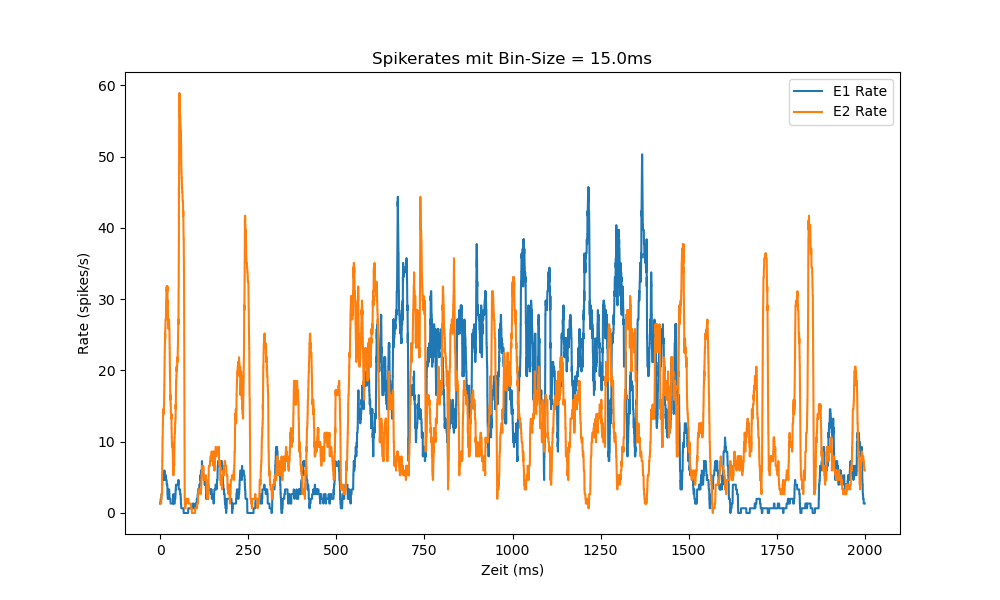 Spikerates mit Bin-Size = 15.0ms
E1 Rate
E2 Rate
60
50
40
30
20
10
0
Rate (spikes/s)
0 250 500 750 1000 1250 1500 1750 2000
Zeit (ms)